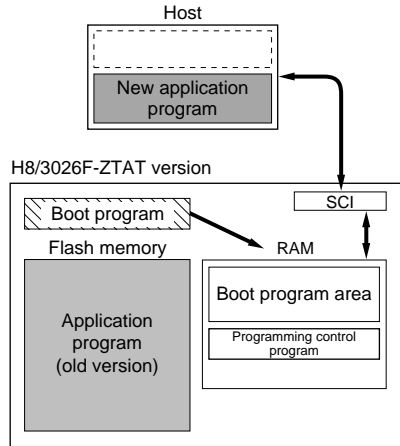 Host
New application
program
H8/3026F-ZTAT version
SCI
Boot program
Flash memory
RAM
Application
program
(old version)
Boot program area
Programming control
program